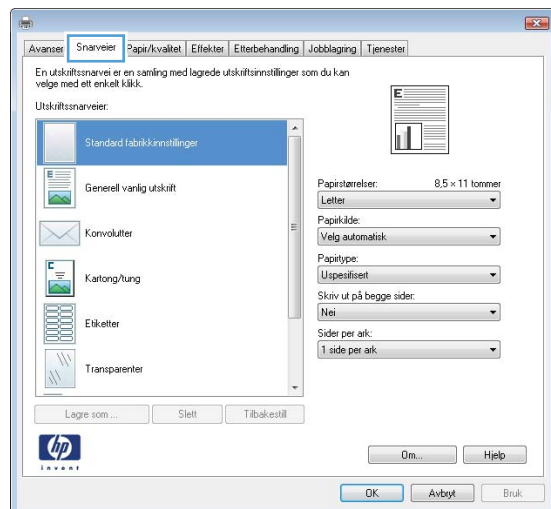 Avanser Snarveier Papir/kvalitet Effekter Etterbehandling Jobblagring Tjenester
En utskriftssnarvei er en samling med lagrede utskriftsinnstillinger som du kan
velge med ett enkelt klikk.
Utskriftssnarveier:
Standard fabrikkinnstillinger
Generell vanlig utskrift
Konvolutter
Kartong/tung
Etiketter
Transparenter
Lagre som ... Slett Tilbakestill
E
Papirstørrelser: 8,5 × 11 tommer
Letter
Papirkilde:
Velg automatisk
Papirtype:
Uspesifisert
Skriv ut på begge sider:
Nei
Sider per ark:
1 side per ark
hp
invent
Om... Hjelp
OK Avbryt Bruk